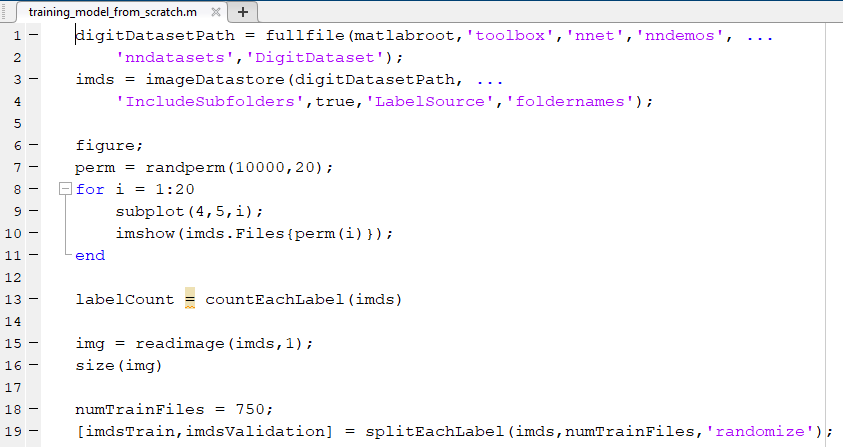 training_model_from_scratch.m × +
1 digitDatasetPath = fullfile(matlabroot,'toolbox','nnet','nndemos', ...
2 'nndatasets','DigitDataset');
3 imds = imageDatastore(digitDatasetPath, ...
4 'IncludeSubfolders',true,'LabelSource','foldernames');
5
6 figure;
7 perm = randperm(10000,20);
8 for i = 1:20
9 subplot(4,5,i);
10 imshow(imds.Files{perm(i)});
11 end
12
13 labelCount = countEachLabel(imds)
14
15 img = readimage(imds,1);
16 size(img)
17
18 numTrainFiles = 750;
19 [imdsTrain,imdsValidation] = splitEachLabel(imds,numTrainFiles,'randomize');